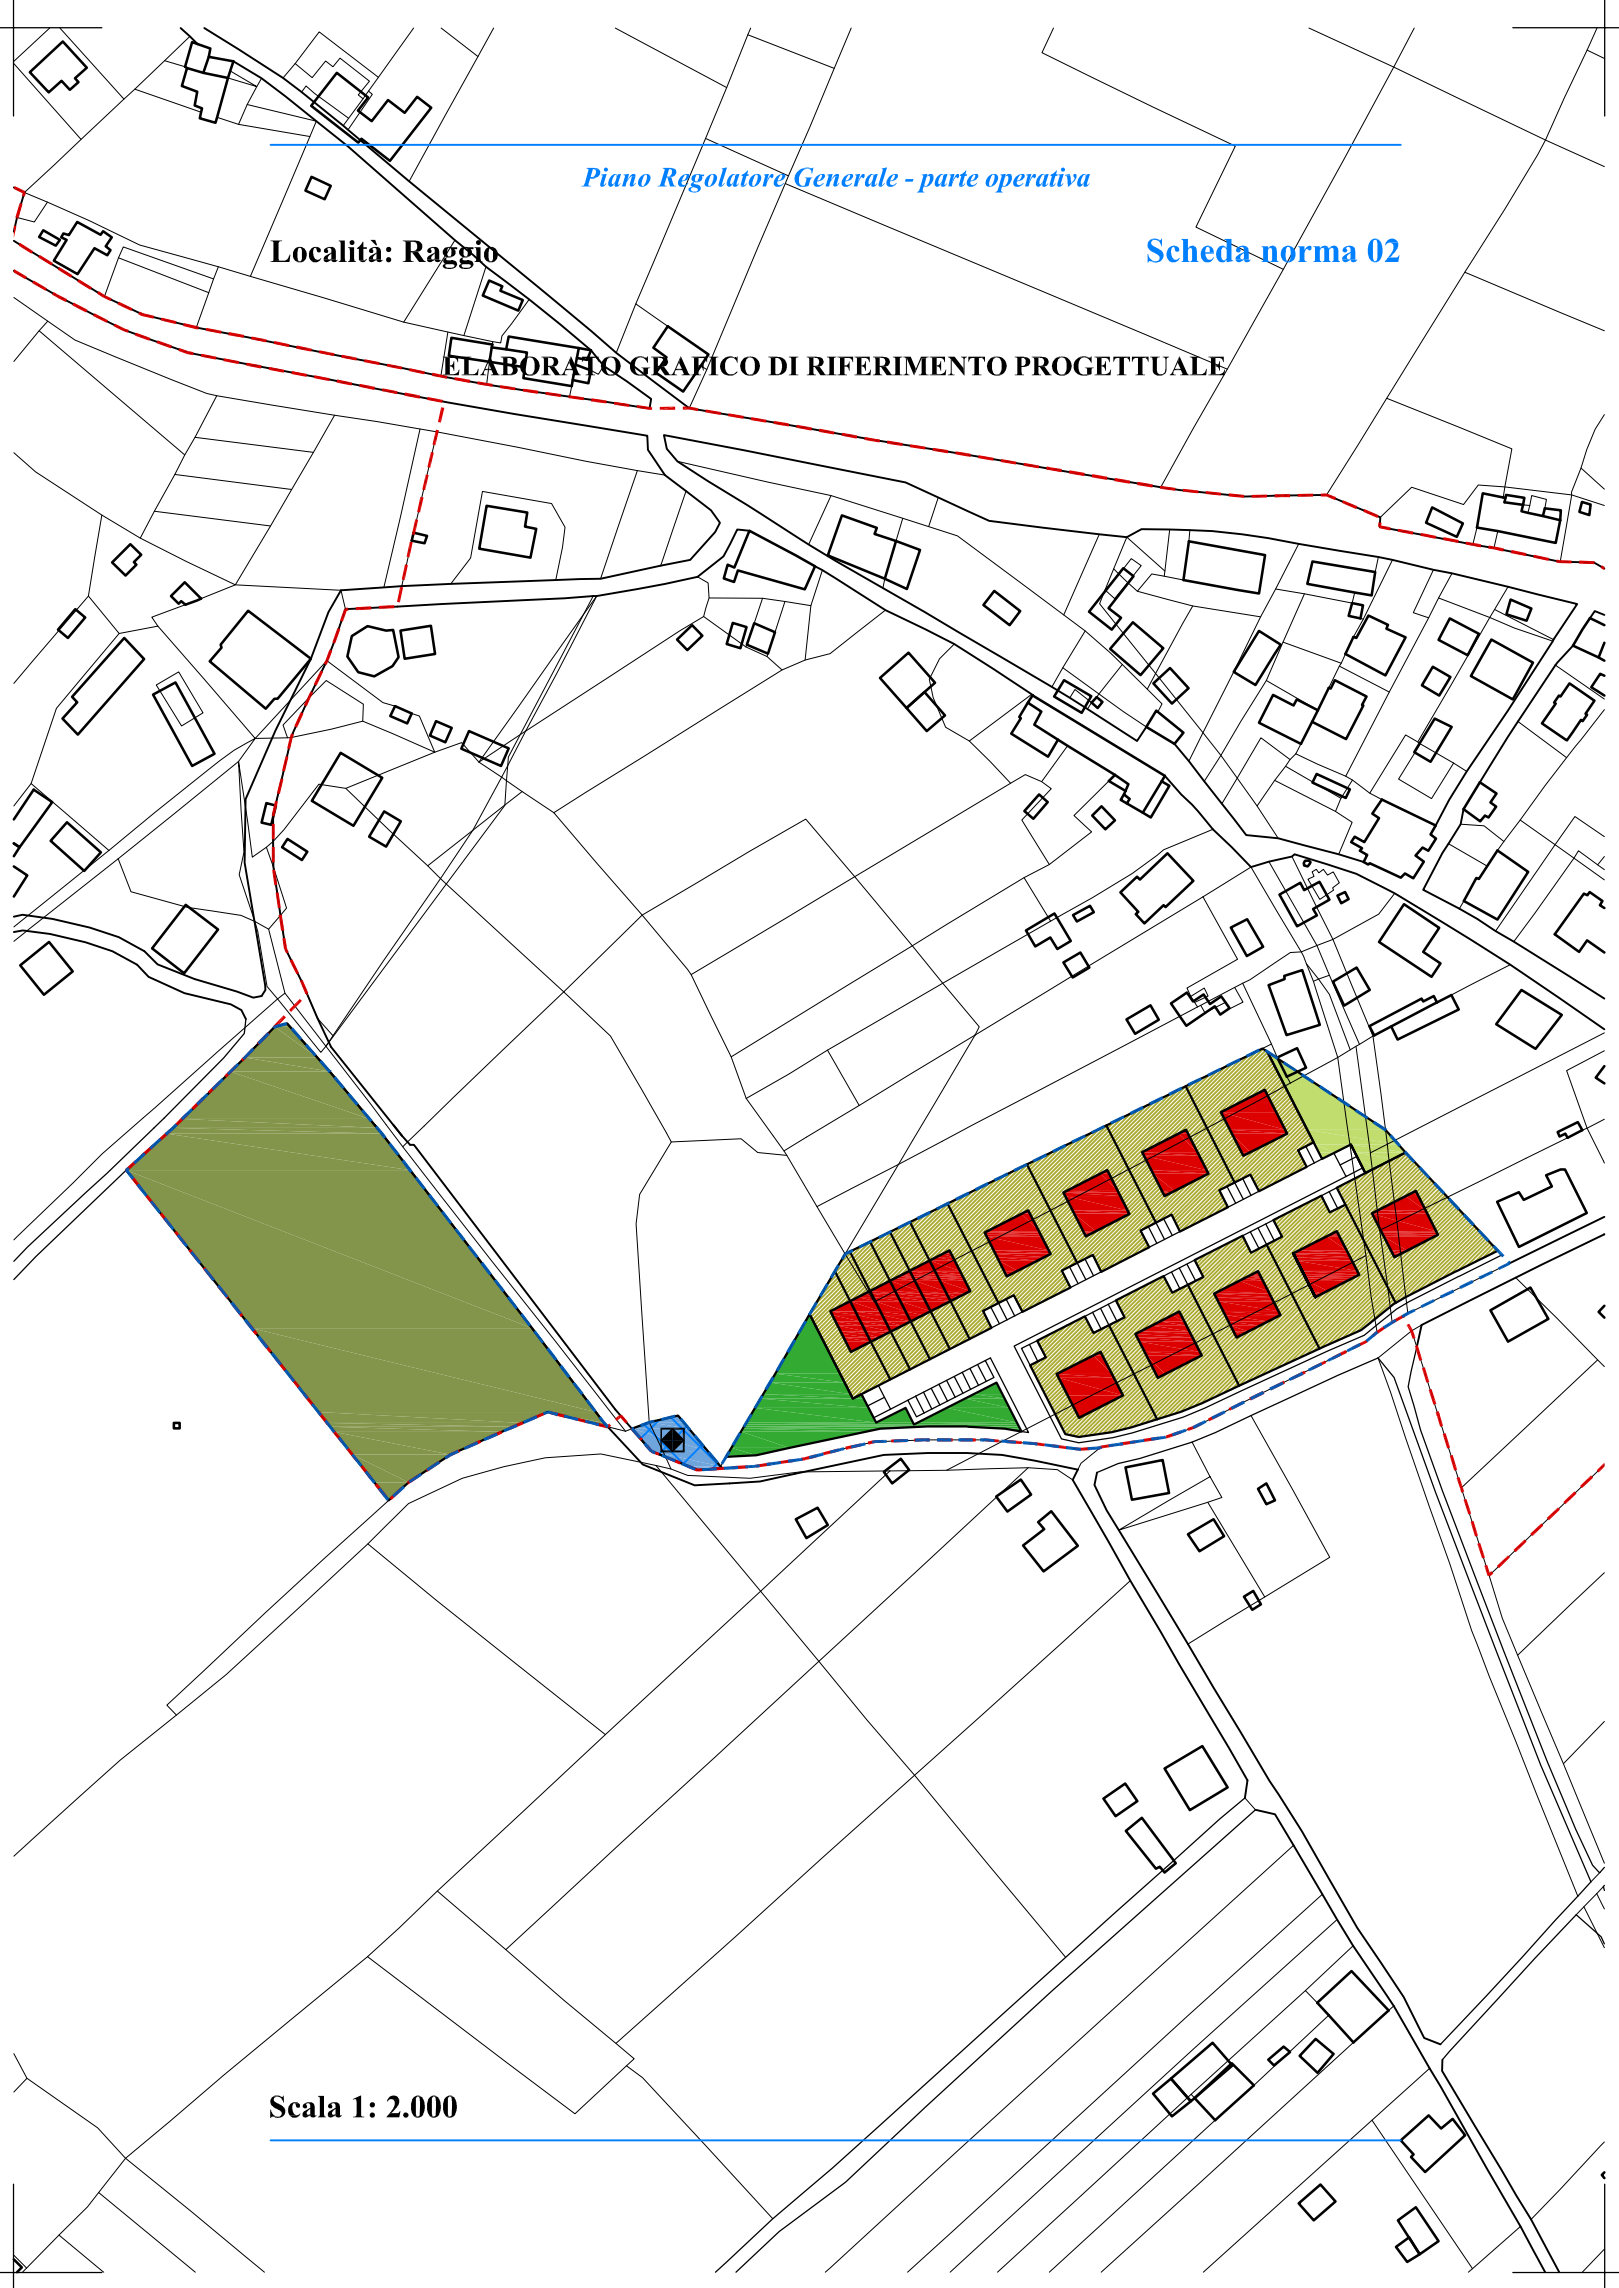 Piano Regolatore Generale - parte operativa
Località: Raggio
Scheda norma 02
ELABORATO GRAFICO DI RIFERIMENTO PROGETTUALE
Scala 1: 2.000